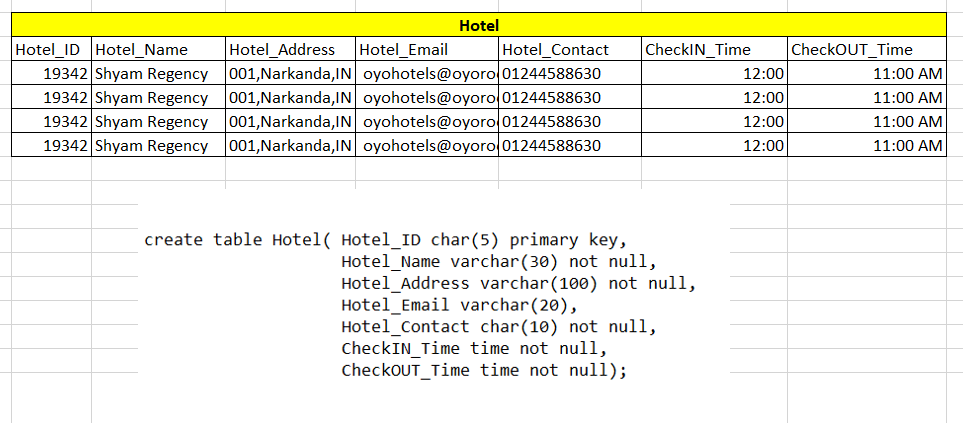 Hotel
Hotel_ID Hotel_Name Hotel_Address Hotel_Email Hotel_Contact CheckIN_Time CheckOUT_Time
19342 Shyam Regency 001,Narkanda,IN oyohotels@oyoro 01244588630 12:00 11:00 AM
19342 Shyam Regency 001,Narkanda,IN oyohotels@oyoro 01244588630 12:00 11:00 AM
19342 Shyam Regency 001,Narkanda,IN oyohotels@oyoro 01244588630 12:00 11:00 AM
19342 Shyam Regency 001,Narkanda,IN oyohotels@oyoro 01244588630 12:00 11:00 AM
create table Hotel( Hotel_ID char(5) primary key,
Hotel_Name varchar(30) not null,
Hotel_Address varchar(100) not null,
Hotel_Email varchar(20),
Hotel_Contact char(10) not null,
CheckIN_Time time not null,
CheckOUT_Time time not null);